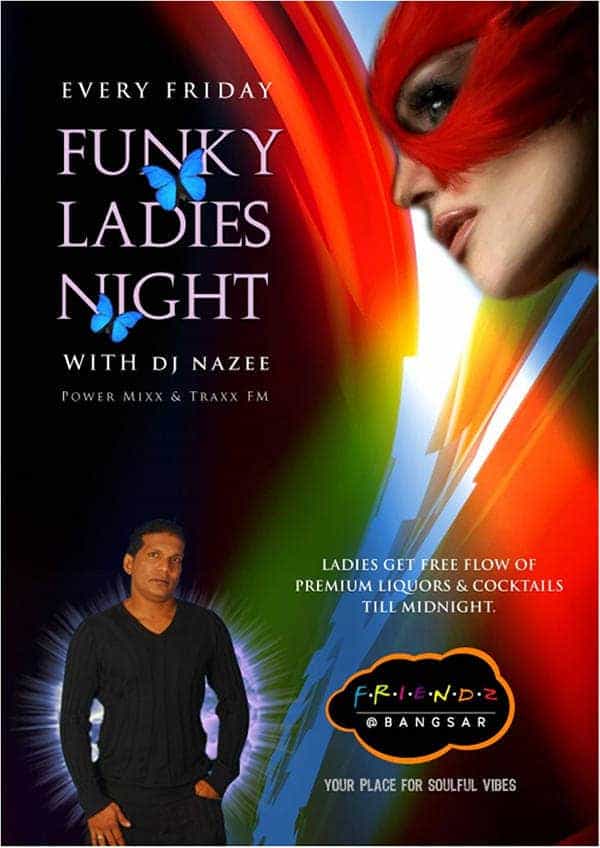 EVERY FRIDAY
FUNKY
LADIES
NIGHT
WITH DJ NAZEE
POWER MIXX & TRAXX FM
LADIES GET FREE FLOW OF
PREMIUM LIQUORS & COCKTAILS
TILL MIDNIGHT.
F·R·I·E·N·D·Z
@BANGSAR
YOUR PLACE FOR SOULFUL VIBES